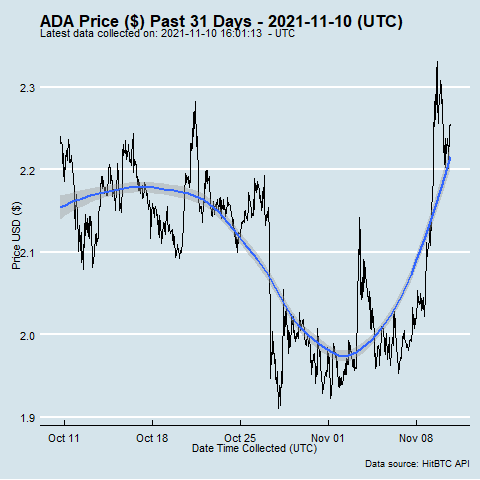 ADA Price ($) Past 31 Days - 2021-11-10 (UTC)
Latest data collected on: 2021-11-10 16:01:13 - UTC
2.3
2.2
2.1
2.0
1.9
Price USD ($)
Oct 11 Oct 18 Oct 25 Nov 01 Nov 08
Date Time Collected (UTC)
Data source: HitBTC API